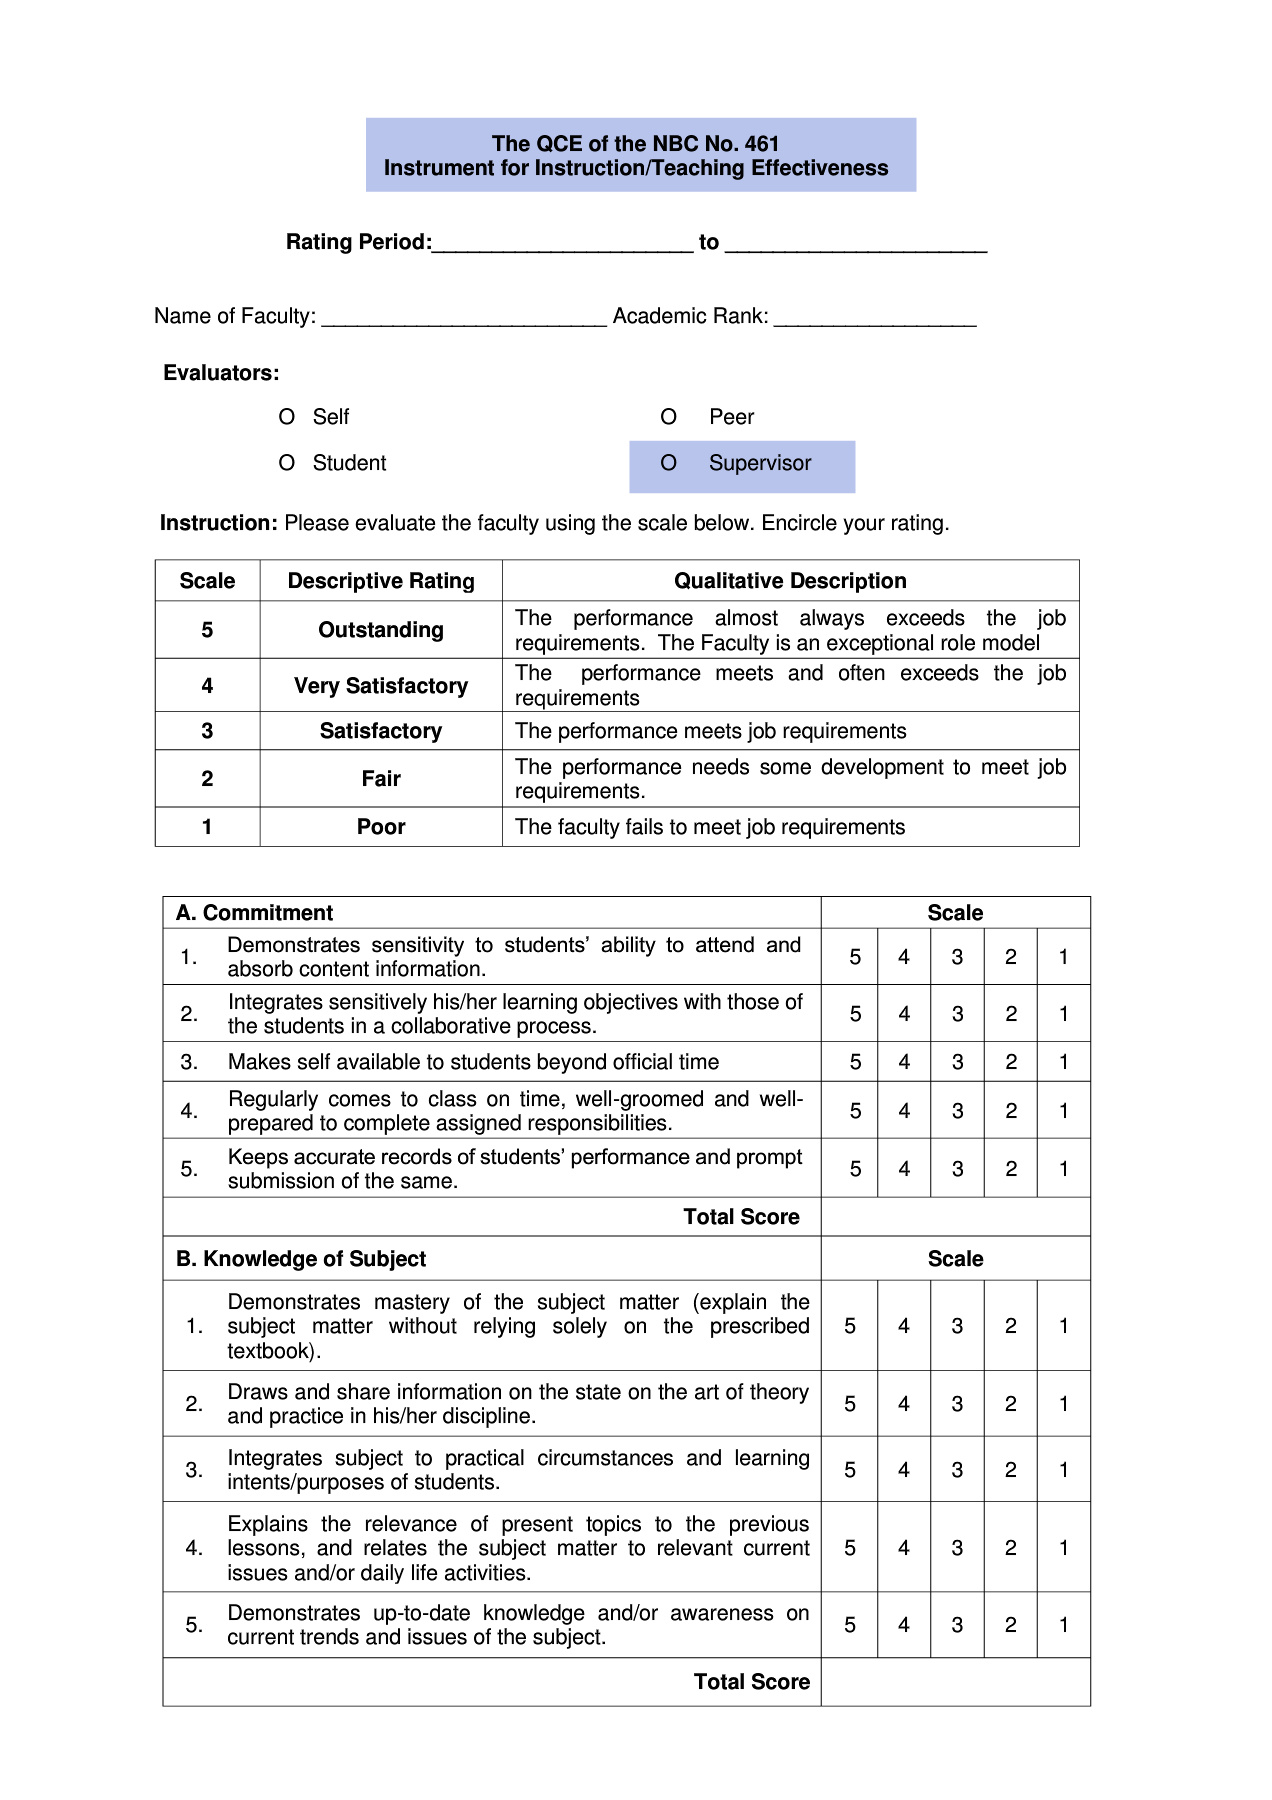 The QCE of the NBC No. 461
Instrument for Instruction/Teaching Effectiveness
Rating Period:______________________ to ______________________
Name of Faculty: ________________________ Academic Rank: _________________
Evaluators:
O Self O Peer
O Student O Supervisor
Instruction: Please evaluate the faculty using the scale below. Encircle your rating.
Scale Descriptive Rating Qualitative Description
5 Outstanding The performance almost always exceeds the job
requirements. The Faculty is an exceptional role model
4 Very Satisfactory The performance meets and often exceeds the job
requirements
3 Satisfactory The performance meets job requirements
2 Fair The performance needs some development to meet job
requirements.
1 Poor The faculty fails to meet job requirements
A. Commitment Scale
1. Demonstrates sensitivity to students’ ability to attend and
absorb content information. 5 4 3 2 1
2. Integrates sensitively his/her learning objectives with those of
the students in a collaborative process. 5 4 3 2 1
3. Makes self available to students beyond official time 5 4 3 2 1
4. Regularly comes to class on time, well-groomed and well-
prepared to complete assigned responsibilities. 5 4 3 2 1
5. Keeps accurate records of students’ performance and prompt
submission of the same. 5 4 3 2 1
Total Score
B. Knowledge of Subject Scale
Demonstrates mastery of the subject matter (explain the
1. subject matter without relying solely on the prescribed 5 4 3 2 1
textbook).
2. Draws and share information on the state on the art of theory
and practice in his/her discipline. 5 4 3 2 1
3. Integrates subject to practical circumstances and learning
intents/purposes of students. 5 4 3 2 1
Explains the relevance of present topics to the previous
4. lessons, and relates the subject matter to relevant current 5 4 3 2 1
issues and/or daily life activities.
5. Demonstrates up-to-date knowledge and/or awareness on
current trends and issues of the subject. 5 4 3 2 1
Total Score